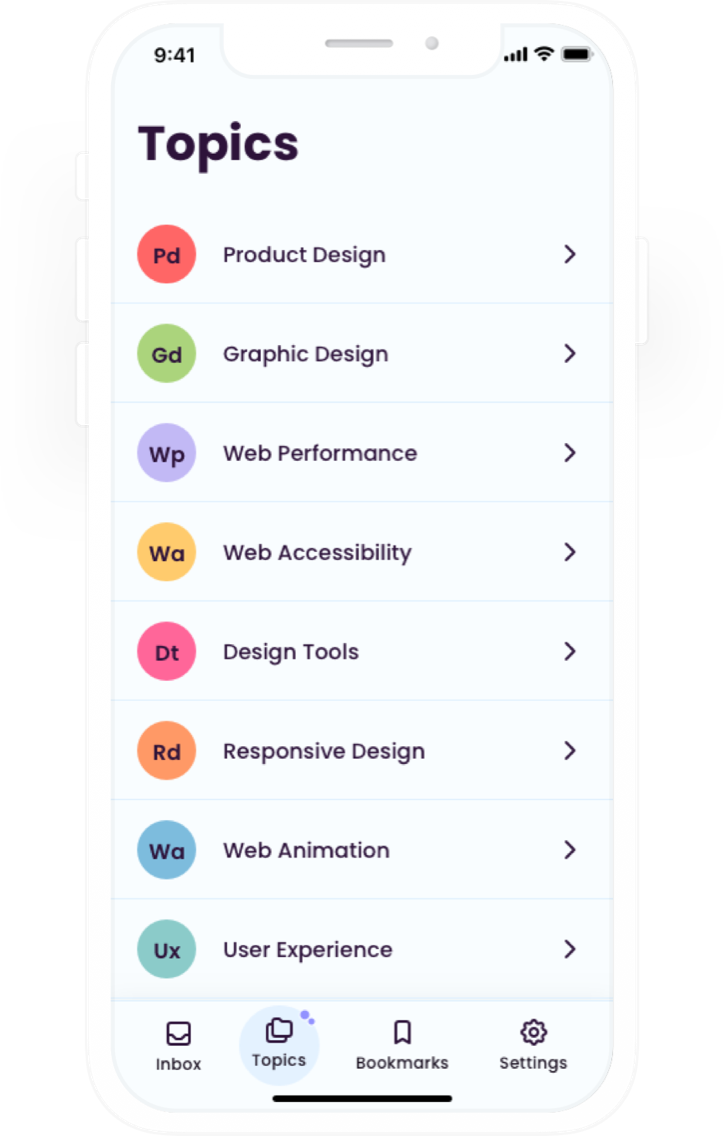 9:41
Topics
Pd Product Design
Gd Graphic Design
Wp Web Performance
Wa Web Accessibility
Dt Design Tools
Rd Responsive Design
Wa Web Animation
Ux User Experience
Inbox Topics Bookmarks Settings